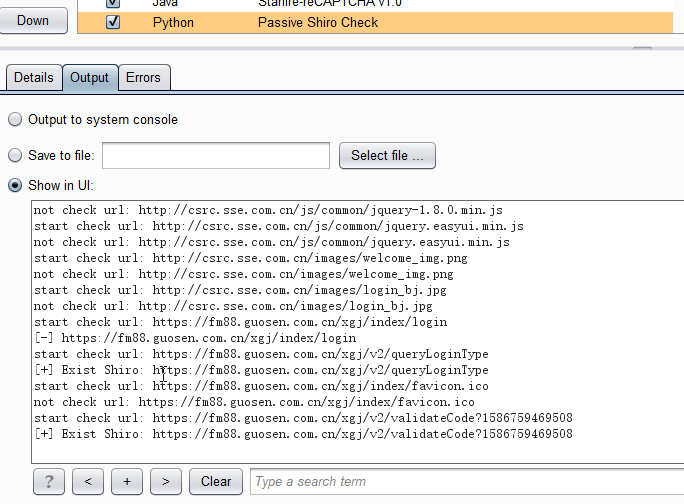 Down
Java Stanfire-reCAPTCHA v1.0
Python Passive Shiro Check
Details Output Errors
Output to system console
Save to file: Select file ...
Show in UI:
not check url: http://csrc.sse.com.cn/js/common/jquery-1.8.0.min.js
start check url: http://csrc.sse.com.cn/js/common/jquery.easyui.min.js
not check url: http://csrc.sse.com.cn/js/common/jquery.easyui.min.js
start check url: http://csrc.sse.com.cn/images/welcome_img.png
not check url: http://csrc.sse.com.cn/images/welcome_img.png
start check url: http://csrc.sse.com.cn/images/login_bj.jpg
not check url: http://csrc.sse.com.cn/images/login_bj.jpg
start check url: https://fm88.guosen.com.cn/xgj/index/login
[-] https://fm88.guosen.com.cn/xgj/index/login
start check url: https://fm88.guosen.com.cn/xgj/v2/queryLoginType
[+] Exist Shiro: https://fm88.guosen.com.cn/xgj/v2/queryLoginType
start check url: https://fm88.guosen.com.cn/xgj/index/favicon.ico
not check url: https://fm88.guosen.com.cn/xgj/index/favicon.ico
start check url: https://fm88.guosen.com.cn/xgj/v2/validateCode?1586759469508
[+] Exist Shiro: https://fm88.guosen.com.cn/xgj/v2/validateCode?1586759469508
? < + > Clear Type a search term